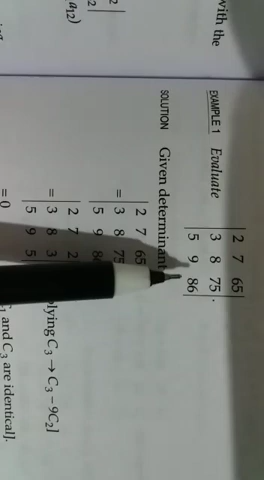 with the
a₁₂)
EXAMPLE 1 Evaluate
| 2 7 65 |
| 3 8 75 | .
| 5 9 86 |
SOLUTION Given determinant
| 2 7 65 |
= | 3 8 75
| 5 9
| 2 7 2
= | 3 8 3 lying C₃ → C₃ − 9C₂]
| 5 9 5
= 0 and C₃ are identical].